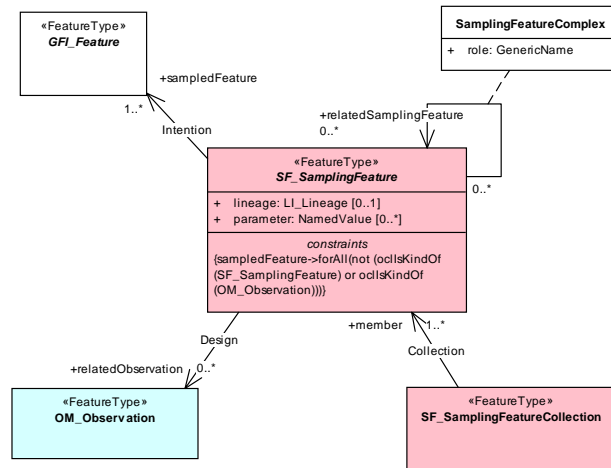 «FeatureType»
GFI_Feature
SamplingFeatureComplex
+ role: GenericName
+sampledFeature
1..*
Intention
+relatedSamplingFeature
0..*
0..*
«FeatureType»
SF_SamplingFeature
+ lineage: LI_Lineage [0..1]
+ parameter: NamedValue [0..*]
constraints
{sampledFeature->forAll(not (oclIsKindOf
(SF_SamplingFeature) or oclIsKindOf
(OM_Observation)))}
Design
+relatedObservation
0..*
+member
1..*
Collection
«FeatureType»
OM_Observation
«FeatureType»
SF_SamplingFeatureCollection